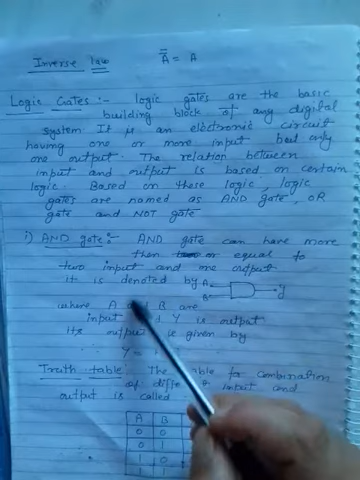 Inverse law A̿ = A
Logic Gates :- Logic gates are the basic
building block of any digital
system It is an electronic circuit
having one or more input but only
one output. The relation between
input and output is based on certain
logic. Based on these logic, logic
gates are named as AND gate, OR
gate and NOT gate
i) AND gate:- AND gate can have more
then or equal to
two input and one output
it is denoted by A B Y
where A B are
input Y is output
Its output is given by
Y =
Truth table The table for combination
of input and
output is called
A B
0 0
0 1
1 0
1 1